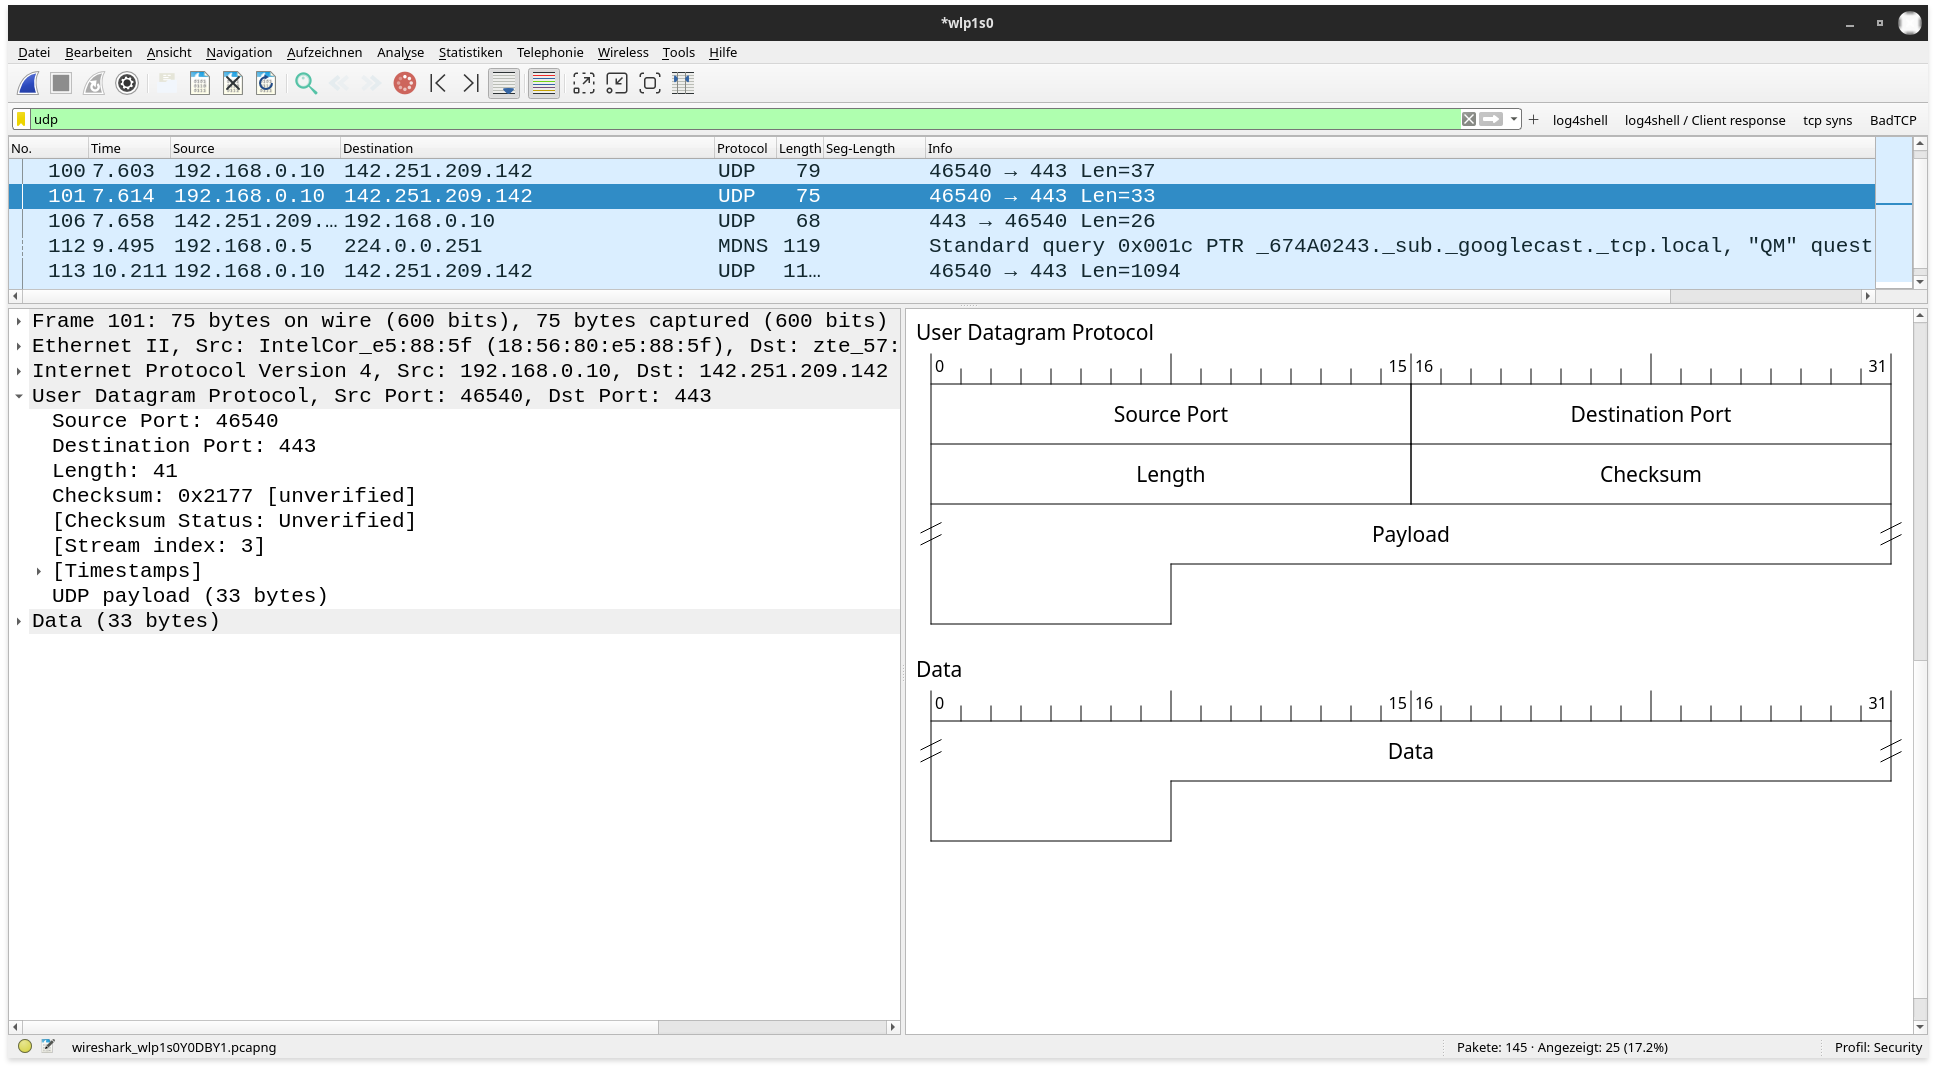 *wlp1s0
Datei Bearbeiten Ansicht Navigation Aufzeichnen Analyse Statistiken Telephonie Wireless Tools Hilfe
udp
+ log4shell log4shell / Client response tcp syns BadTCP
No. Time Source Destination Protocol Length Seg-Length Info
100 7.603 192.168.0.10 142.251.209.142 UDP 79 46540 → 443 Len=37
101 7.614 192.168.0.10 142.251.209.142 UDP 75 46540 → 443 Len=33
106 7.658 142.251.209.… 192.168.0.10 UDP 68 443 → 46540 Len=26
112 9.495 192.168.0.5 224.0.0.251 MDNS 119 Standard query 0x001c PTR _674A0243._sub._googlecast._tcp.local, "QM" quest
113 10.211 192.168.0.10 142.251.209.142 UDP 11… 46540 → 443 Len=1094
Frame 101: 75 bytes on wire (600 bits), 75 bytes captured (600 bits)
Ethernet II, Src: IntelCor_e5:88:5f (18:56:80:e5:88:5f), Dst: zte_57:
Internet Protocol Version 4, Src: 192.168.0.10, Dst: 142.251.209.142
User Datagram Protocol, Src Port: 46540, Dst Port: 443
Source Port: 46540
Destination Port: 443
Length: 41
Checksum: 0x2177 [unverified]
[Checksum Status: Unverified]
[Stream index: 3]
[Timestamps]
UDP payload (33 bytes)
Data (33 bytes)
User Datagram Protocol
0 15 16 31
Source Port Destination Port
Length Checksum
Payload
Data
0 15 16 31
Data
wireshark_wlp1s0Y0DBY1.pcapng Pakete: 145 · Angezeigt: 25 (17.2%) Profil: Security